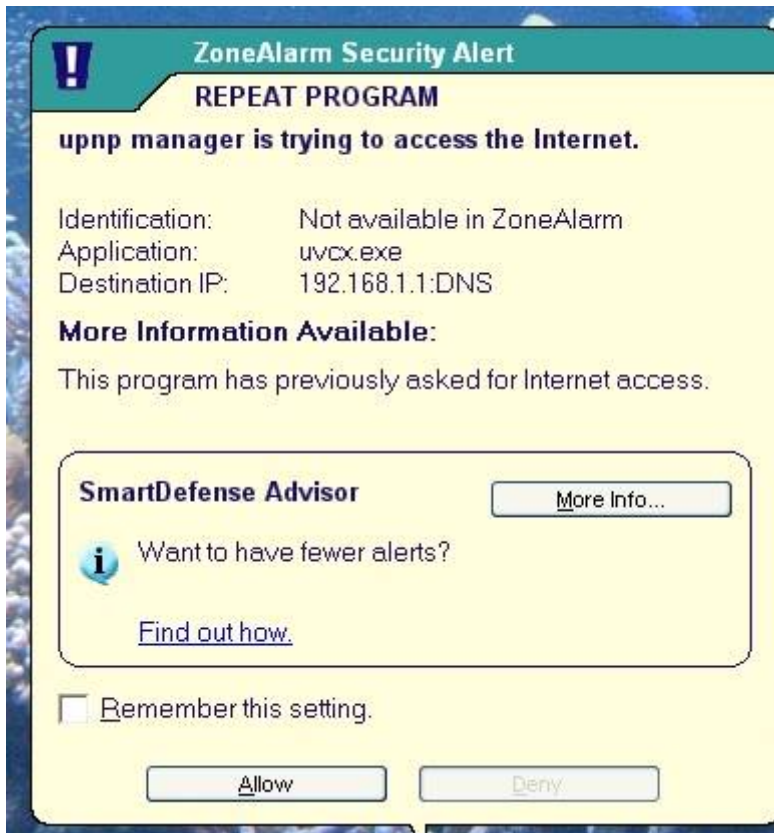 ZoneAlarm Security Alert
REPEAT PROGRAM
upnp manager is trying to access the Internet.
Identification: Not available in ZoneAlarm
Application: uvcx.exe
Destination IP: 192.168.1.1:DNS
More Information Available:
This program has previously asked for Internet access.
SmartDefense Advisor
More Info...
Want to have fewer alerts?
Find out how.
Remember this setting.
Allow Deny